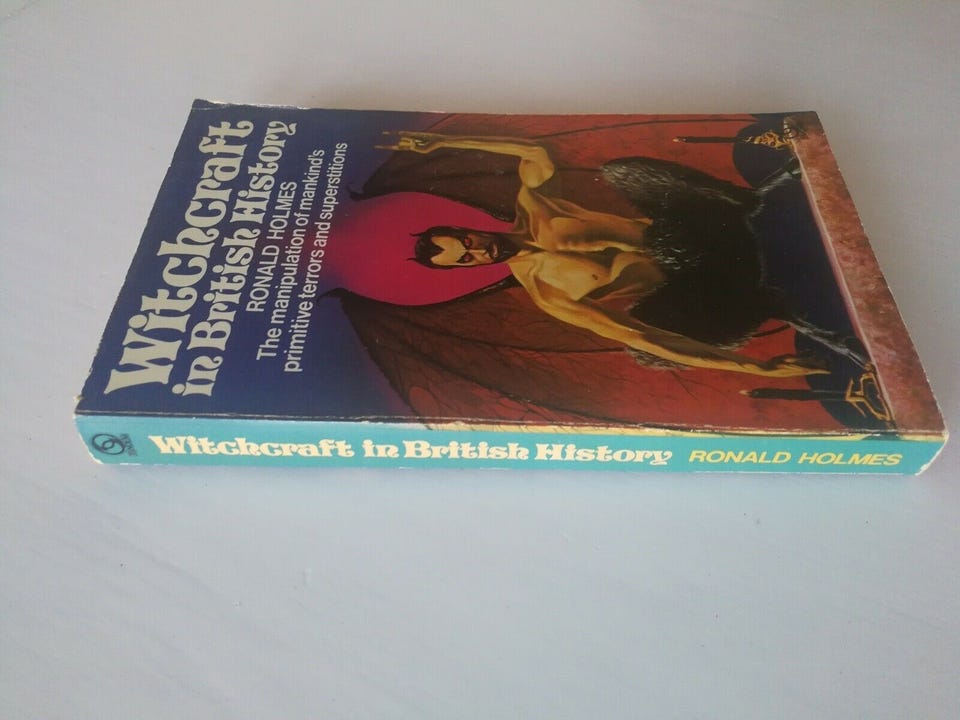 Witchcraft
in British History
RONALD HOLMES
The manipulation of mankind's
primitive terrors and superstitions
Witchcraft in British History RONALD HOLMES